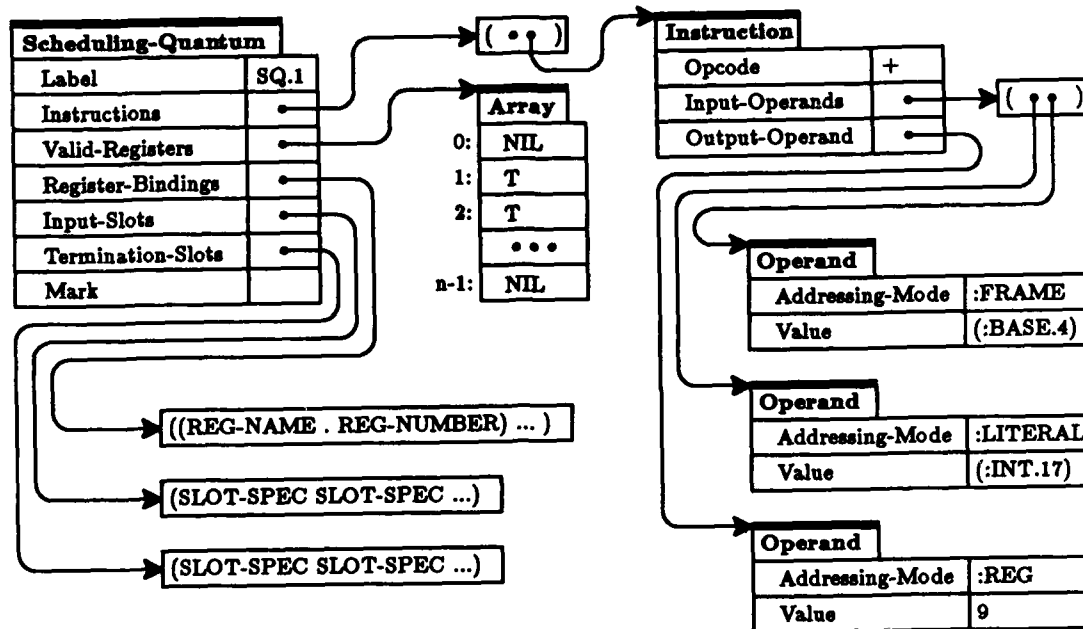 Scheduling-Quantum
Label SQ.1
Instructions
Valid-Registers
Register-Bindings
Input-Slots
Termination-Slots
Mark
( • • )
Array
0: NIL
1: T
2: T
• • •
n-1: NIL
Instruction
Opcode +
Input-Operands
Output-Operand
( • • )
Operand
Addressing-Mode :FRAME
Value (:BASE.4)
Operand
Addressing-Mode :LITERAL
Value (:INT.17)
Operand
Addressing-Mode :REG
Value 9
((REG-NAME . REG-NUMBER) ... )
(SLOT-SPEC SLOT-SPEC ...)
(SLOT-SPEC SLOT-SPEC ...)